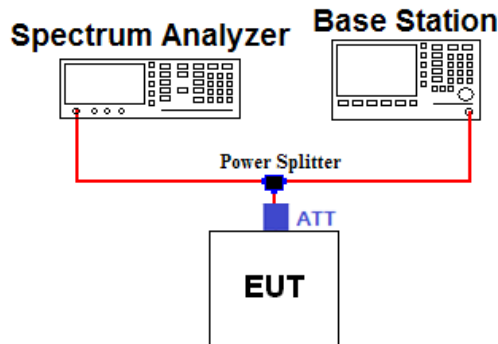 Spectrum Analyzer
Base Station
Power Splitter
ATT
EUT